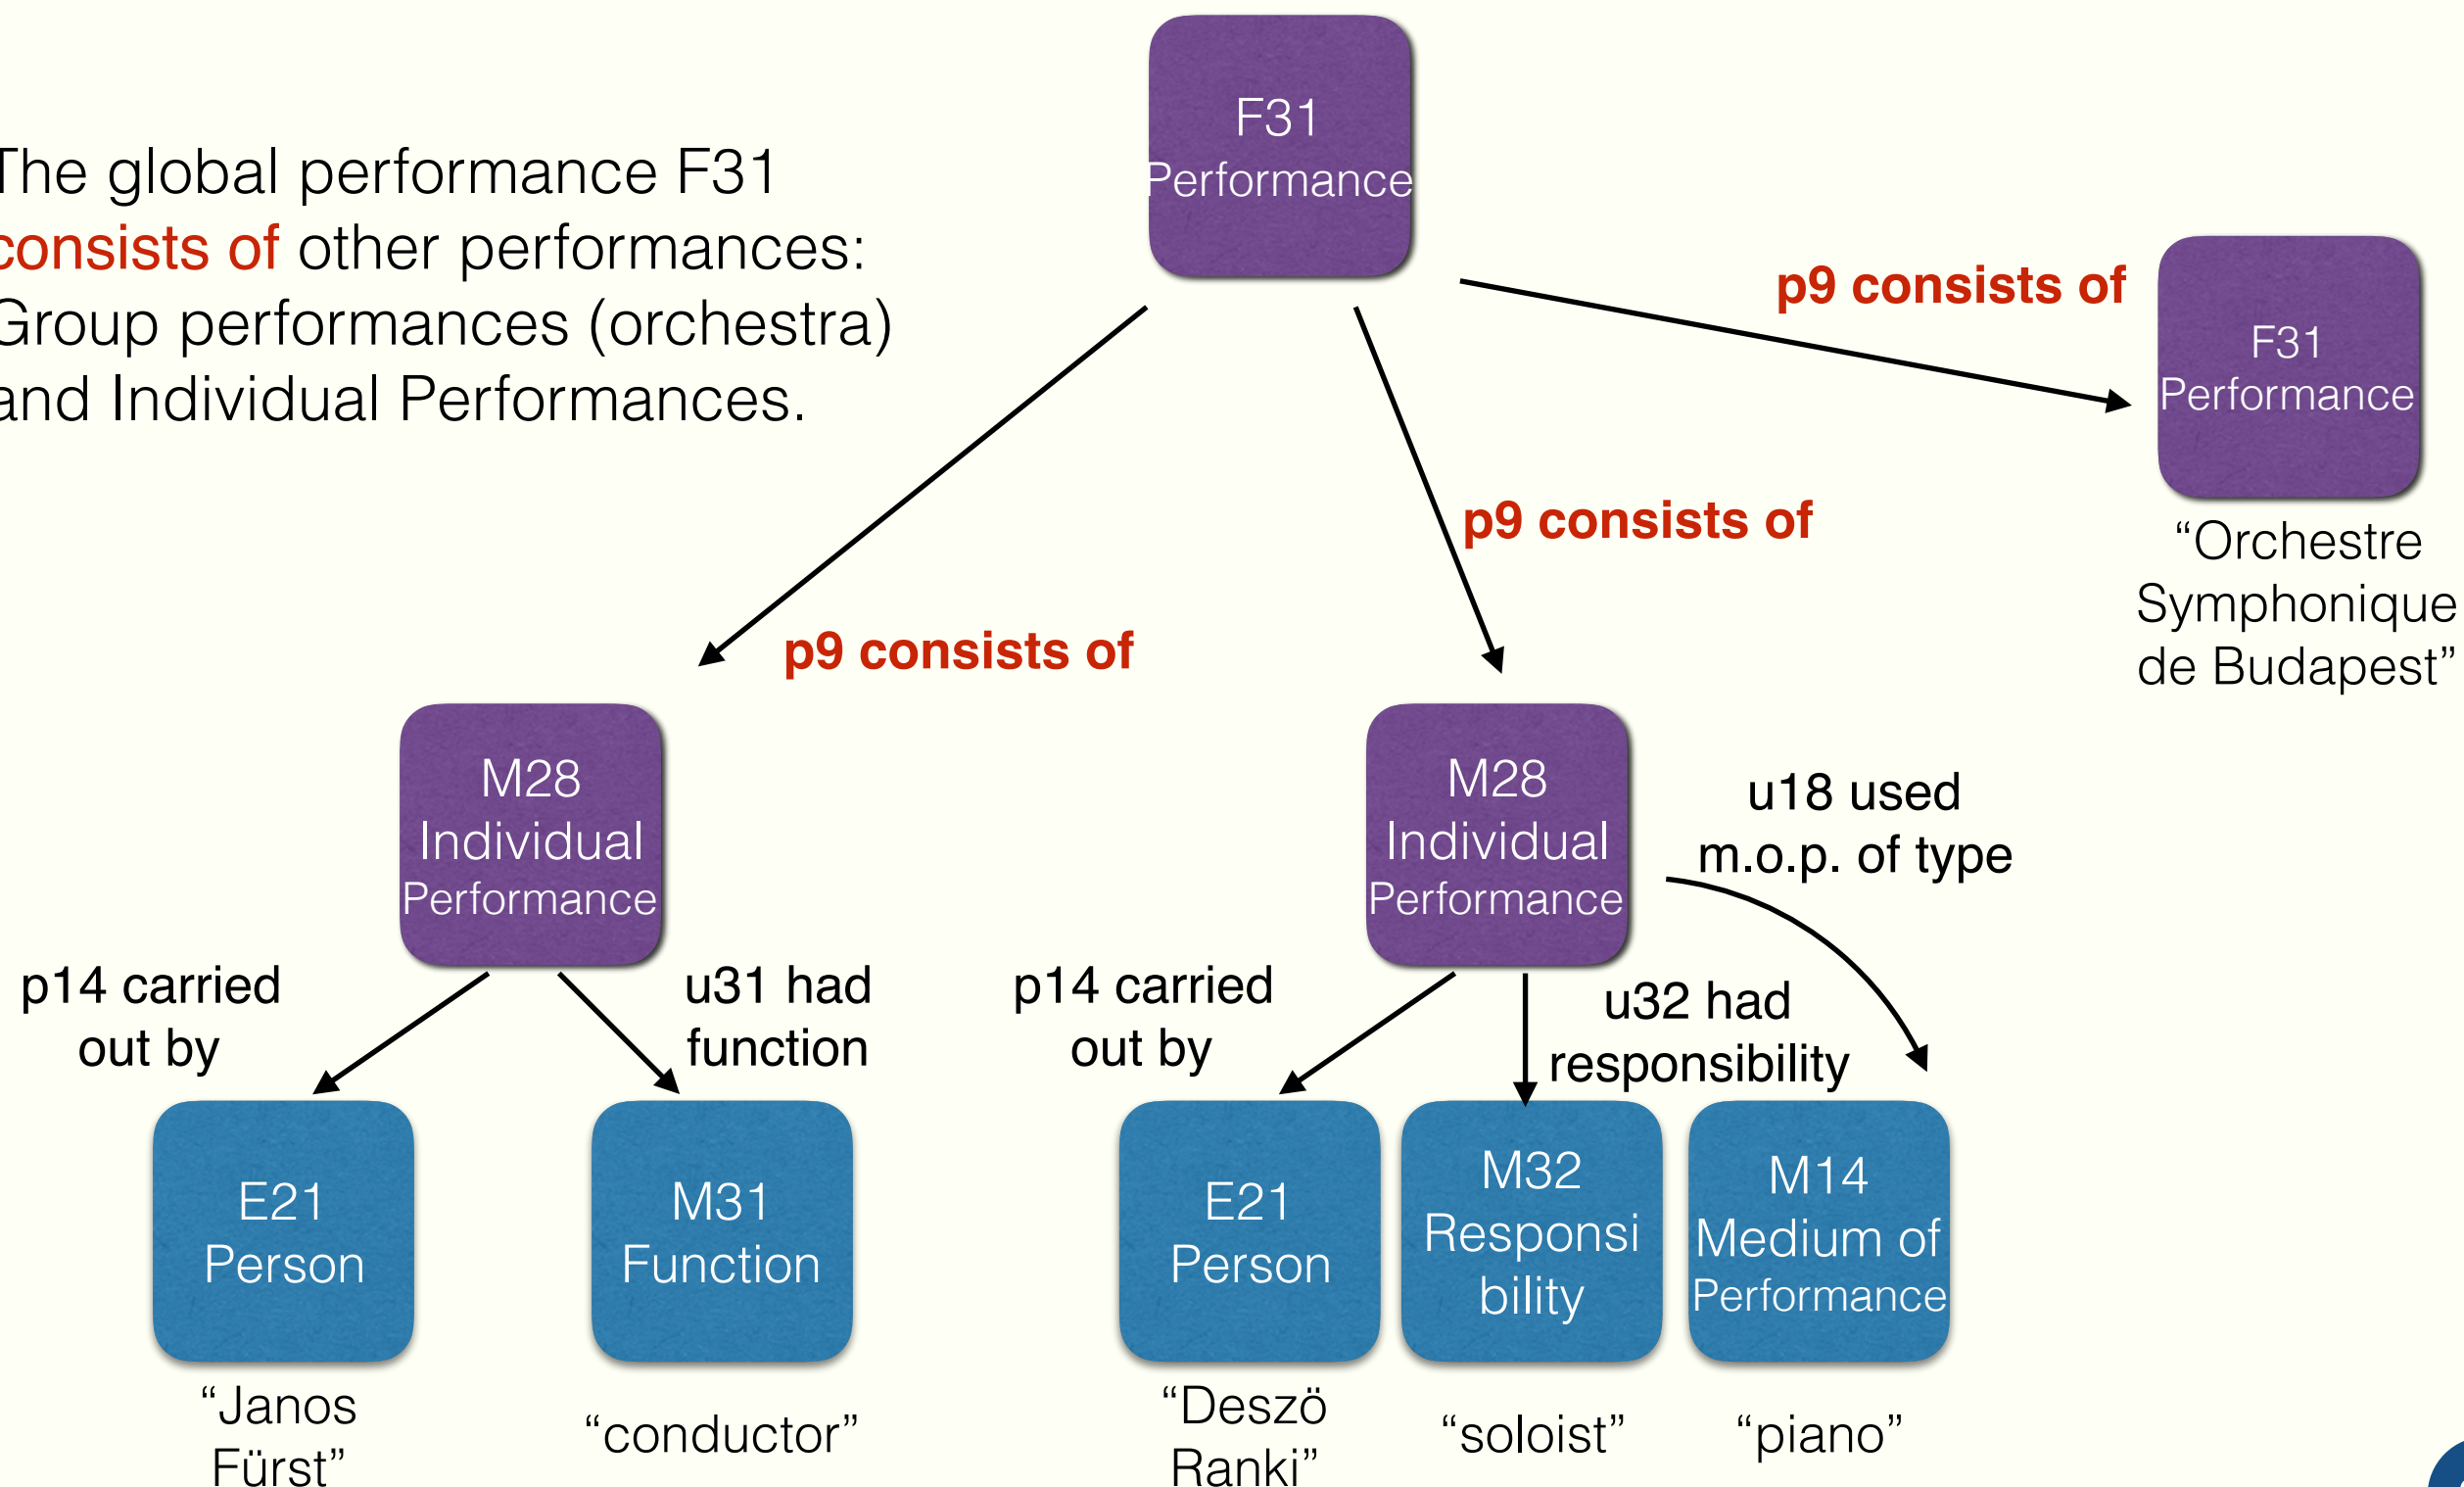 The global performance F31
consists of other performances:
Group performances (orchestra)
and Individual Performances.
F31
Performance
p9 consists of
F31
Performance
“Orchestre
Symphonique
de Budapest”
p9 consists of
p9 consists of
M28
Individual
Performance
M28
Individual
Performance
u18 used
m.o.p. of type
p14 carried
out by
u31 had
function
p14 carried
out by
u32 had
responsibility
E21
Person
M31
Function
E21
Person
M32
Responsi
bility
M14
Medium of
Performance
“Janos
Fürst”
“conductor”
“Deszö
Ranki”
“soloist”
“piano”